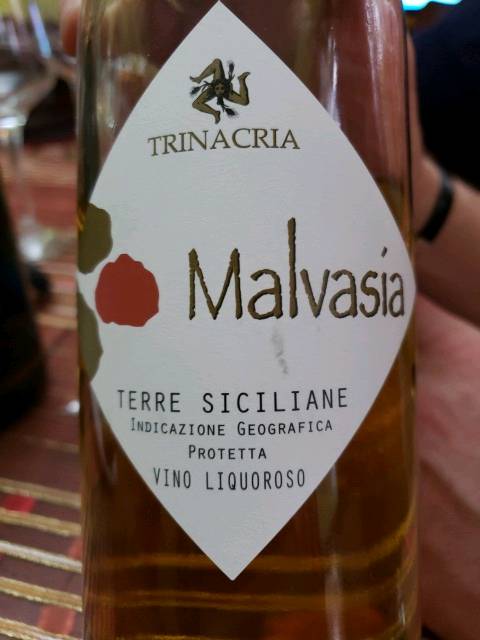 TRINACRIA
Malvasia
TERRE SICILIANE
INDICAZIONE GEOGRAFICA
PROTETTA
VINO LIQUOROSO